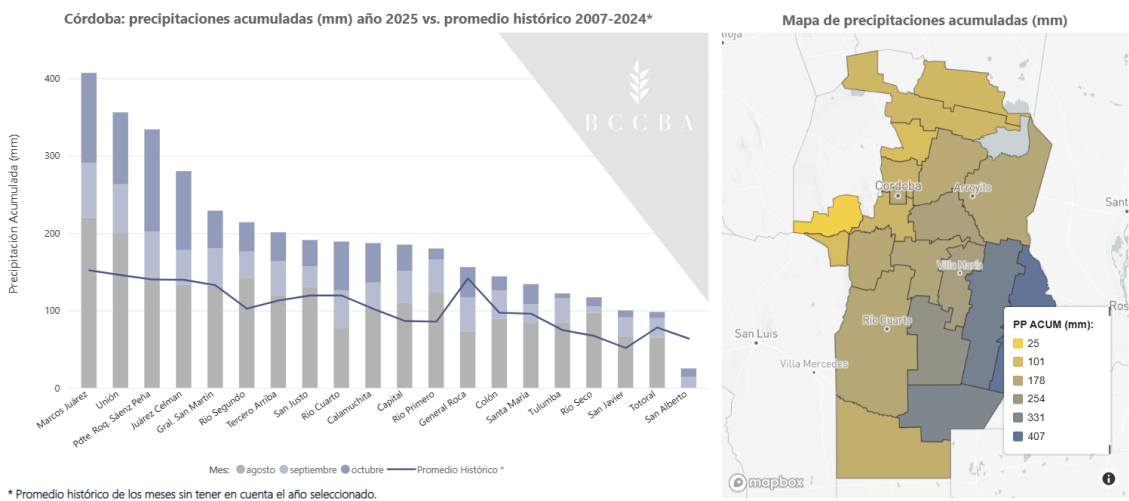 Córdoba: precipitaciones acumuladas (mm) año 2025 vs. promedio histórico 2007-2024*
Precipitación Acumulada (mm)
400
300
200
100
0
BCCBA
Marcos Juárez
Unión
Pdte. Roq. Sáenz Peña
Juárez Celman
Gral. San Martín
Río Segundo
Tercero Arriba
San Justo
Río Cuarto
Calamuchita
Capital
Río Primero
General Roca
Colón
Santa María
Tulumba
Río Seco
San Javier
Totoral
San Alberto
Mes: agosto septiembre octubre Promedio Histórico *
* Promedio histórico de los meses sin tener en cuenta el año seleccionado.
Mapa de precipitaciones acumuladas (mm)
Cordoba
Arroyito
Sant
Villa María
Río Cuarto
San Luis
Villa Mercedes
Ros
PP ACUM (mm):
25
101
178
254
331
407
mapbox
i